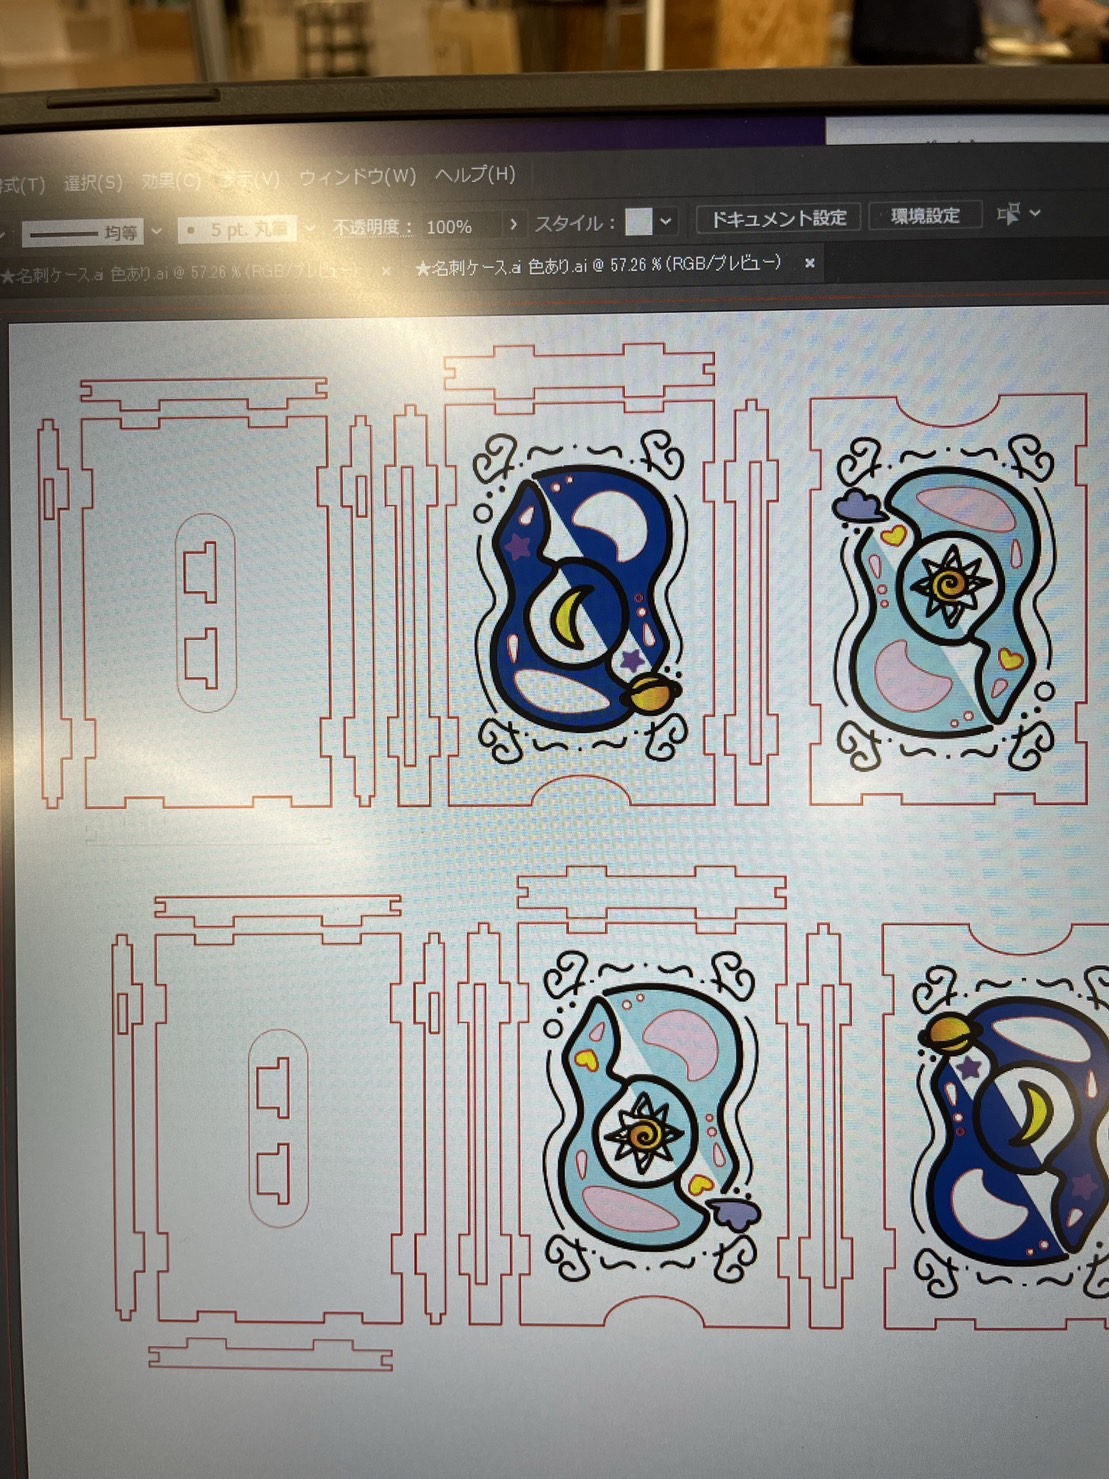 書式(T) 選択(S) 効果(C) 表示(V) ウィンドウ(W) ヘルプ(H)
均等 5 pt. 丸筆 不透明度： 100% スタイル： ドキュメント設定 環境設定
★名刺ケース.ai 色あり.ai @ 57.26 % (RGB/プレビュー) × ★名刺ケース.ai 色あり.ai @ 57.26 % (RGB/プレビュー) ×